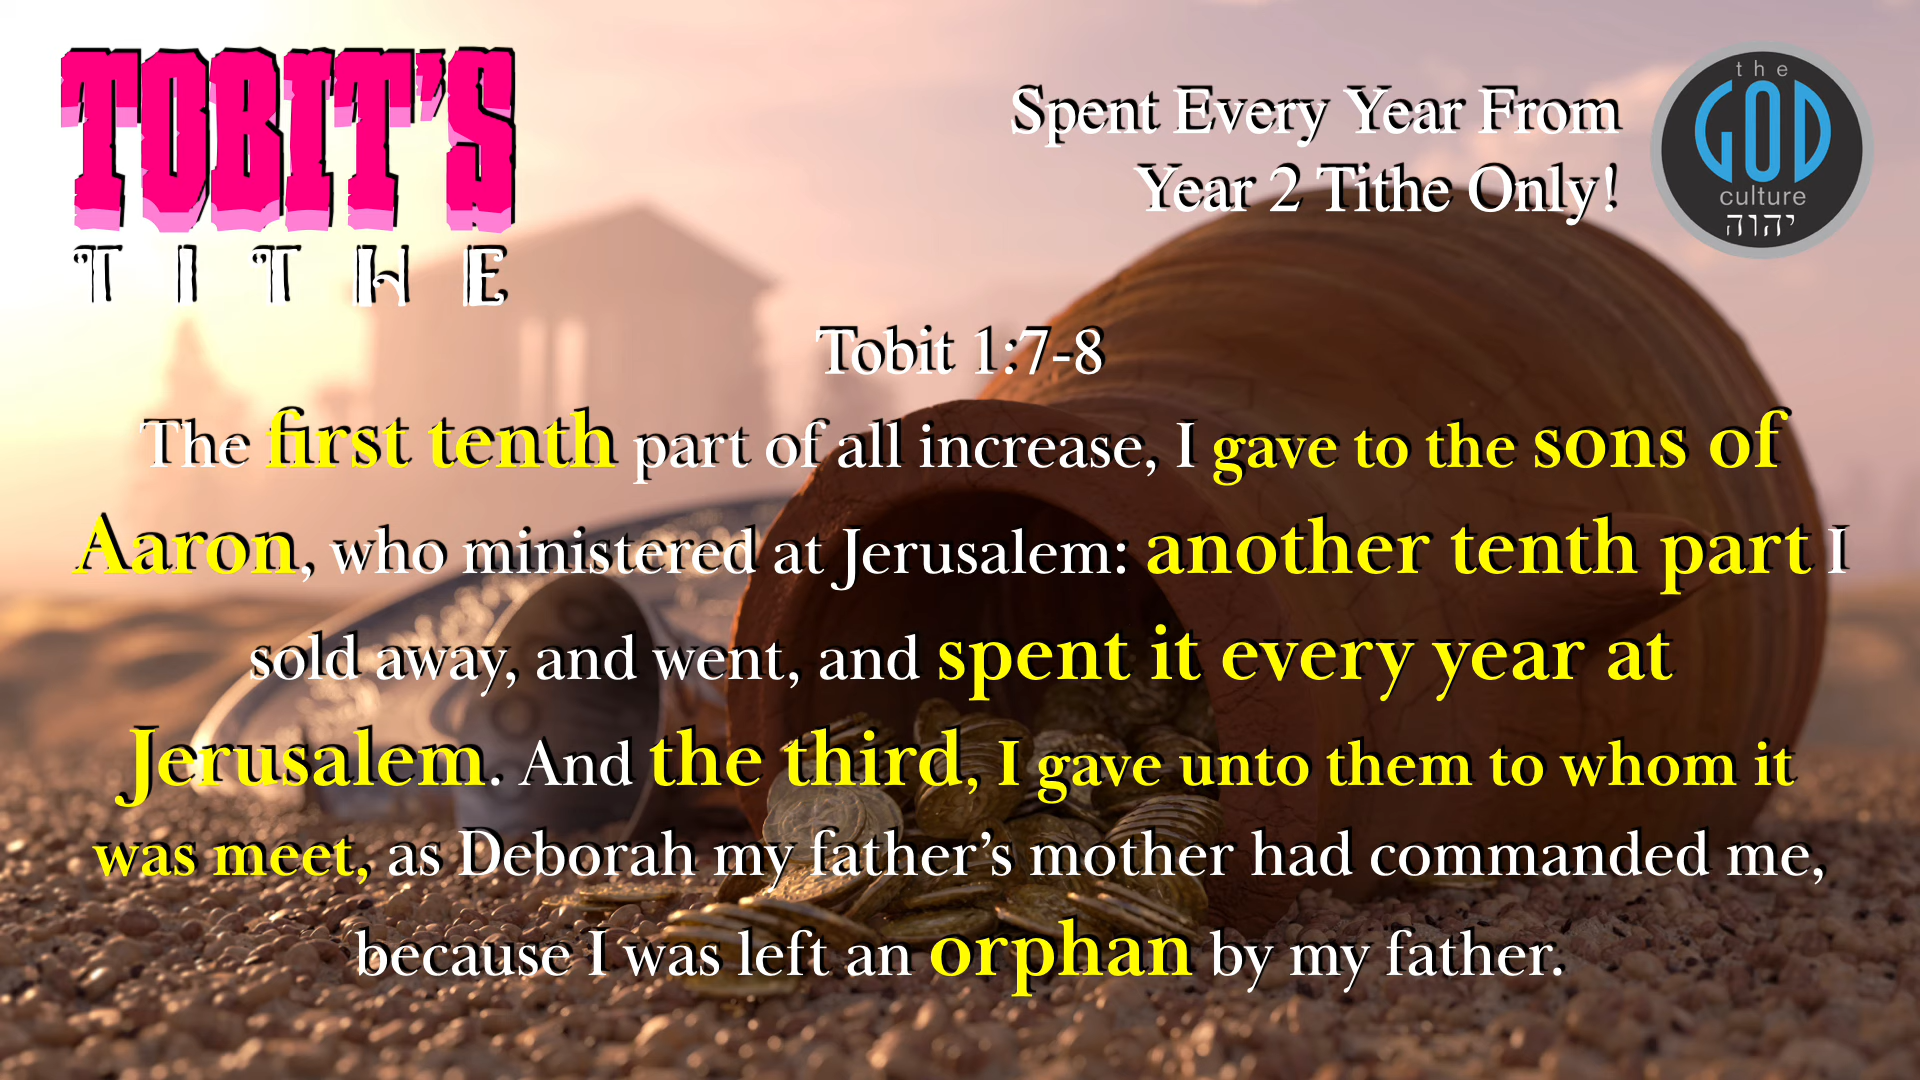 TOBIT'S
TITHE
Spent Every Year From
Year 2 Tithe Only!
the
GOD
culture
יהוה
Tobit 1:7-8
The first tenth part of all increase, I gave to the sons of
Aaron, who ministered at Jerusalem: another tenth part I
sold away, and went, and spent it every year at
Jerusalem. And the third, I gave unto them to whom it
was meet, as Deborah my father’s mother had commanded me,
because I was left an orphan by my father.